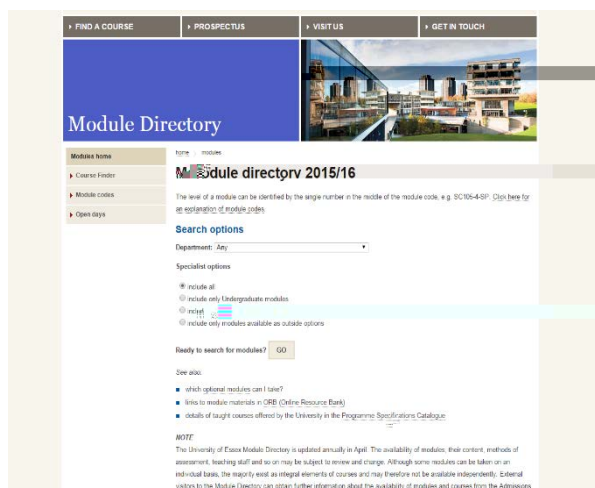 FIND A COURSE
PROSPECTUS
VISIT US
GET IN TOUCH
Module Directory
Modules home
Course Finder
Module codes
Open days
home modules
Module directory 2015/16
The level of a module can be identified by the single number in the middle of the module code, e.g. SC105-4-SP. Click here for
an explanation of module codes.
Search options
Department: Any
Specialist options
include all
include only Undergraduate modules
includ
include only modules available as outside options
Ready to search for modules? GO
See also:
which optional modules can I take?
links to module materials in ORB (Online Resource Bank)
details of taught courses offered by the University in the Programme Specifications Catalogue
NOTE
The University of Essex Module Directory is updated annually in April. The availability of modules, their content, methods of
assessment, teaching staff and so on may be subject to review and change. Although some modules can be taken on an
individual basis, the majority exist as integral elements of courses and may therefore not be available independently. External
visitors to the Module Directory can obtain further information about the availability of modules and courses from the Admissions